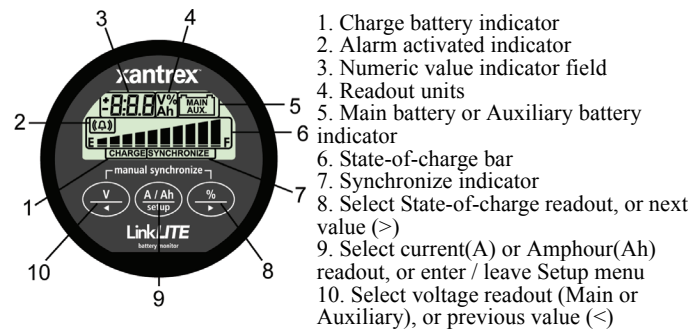 3
4
xantrex
+
-8:8.8 V% MAIN
Ah AUX.
5
2
E F
6
CHARGE SYNCHRONIZE
manual synchronize
7
1
V A / Ah %
◄ setup ►
LinkLITE
battery monitor
10
9
8
1. Charge battery indicator
2. Alarm activated indicator
3. Numeric value indicator field
4. Readout units
5. Main battery or Auxiliary battery
indicator
6. State-of-charge bar
7. Synchronize indicator
8. Select State-of-charge readout, or next
value (>)
9. Select current(A) or Amphour(Ah)
readout, or enter / leave Setup menu
10. Select voltage readout (Main or
Auxiliary), or previous value (<)